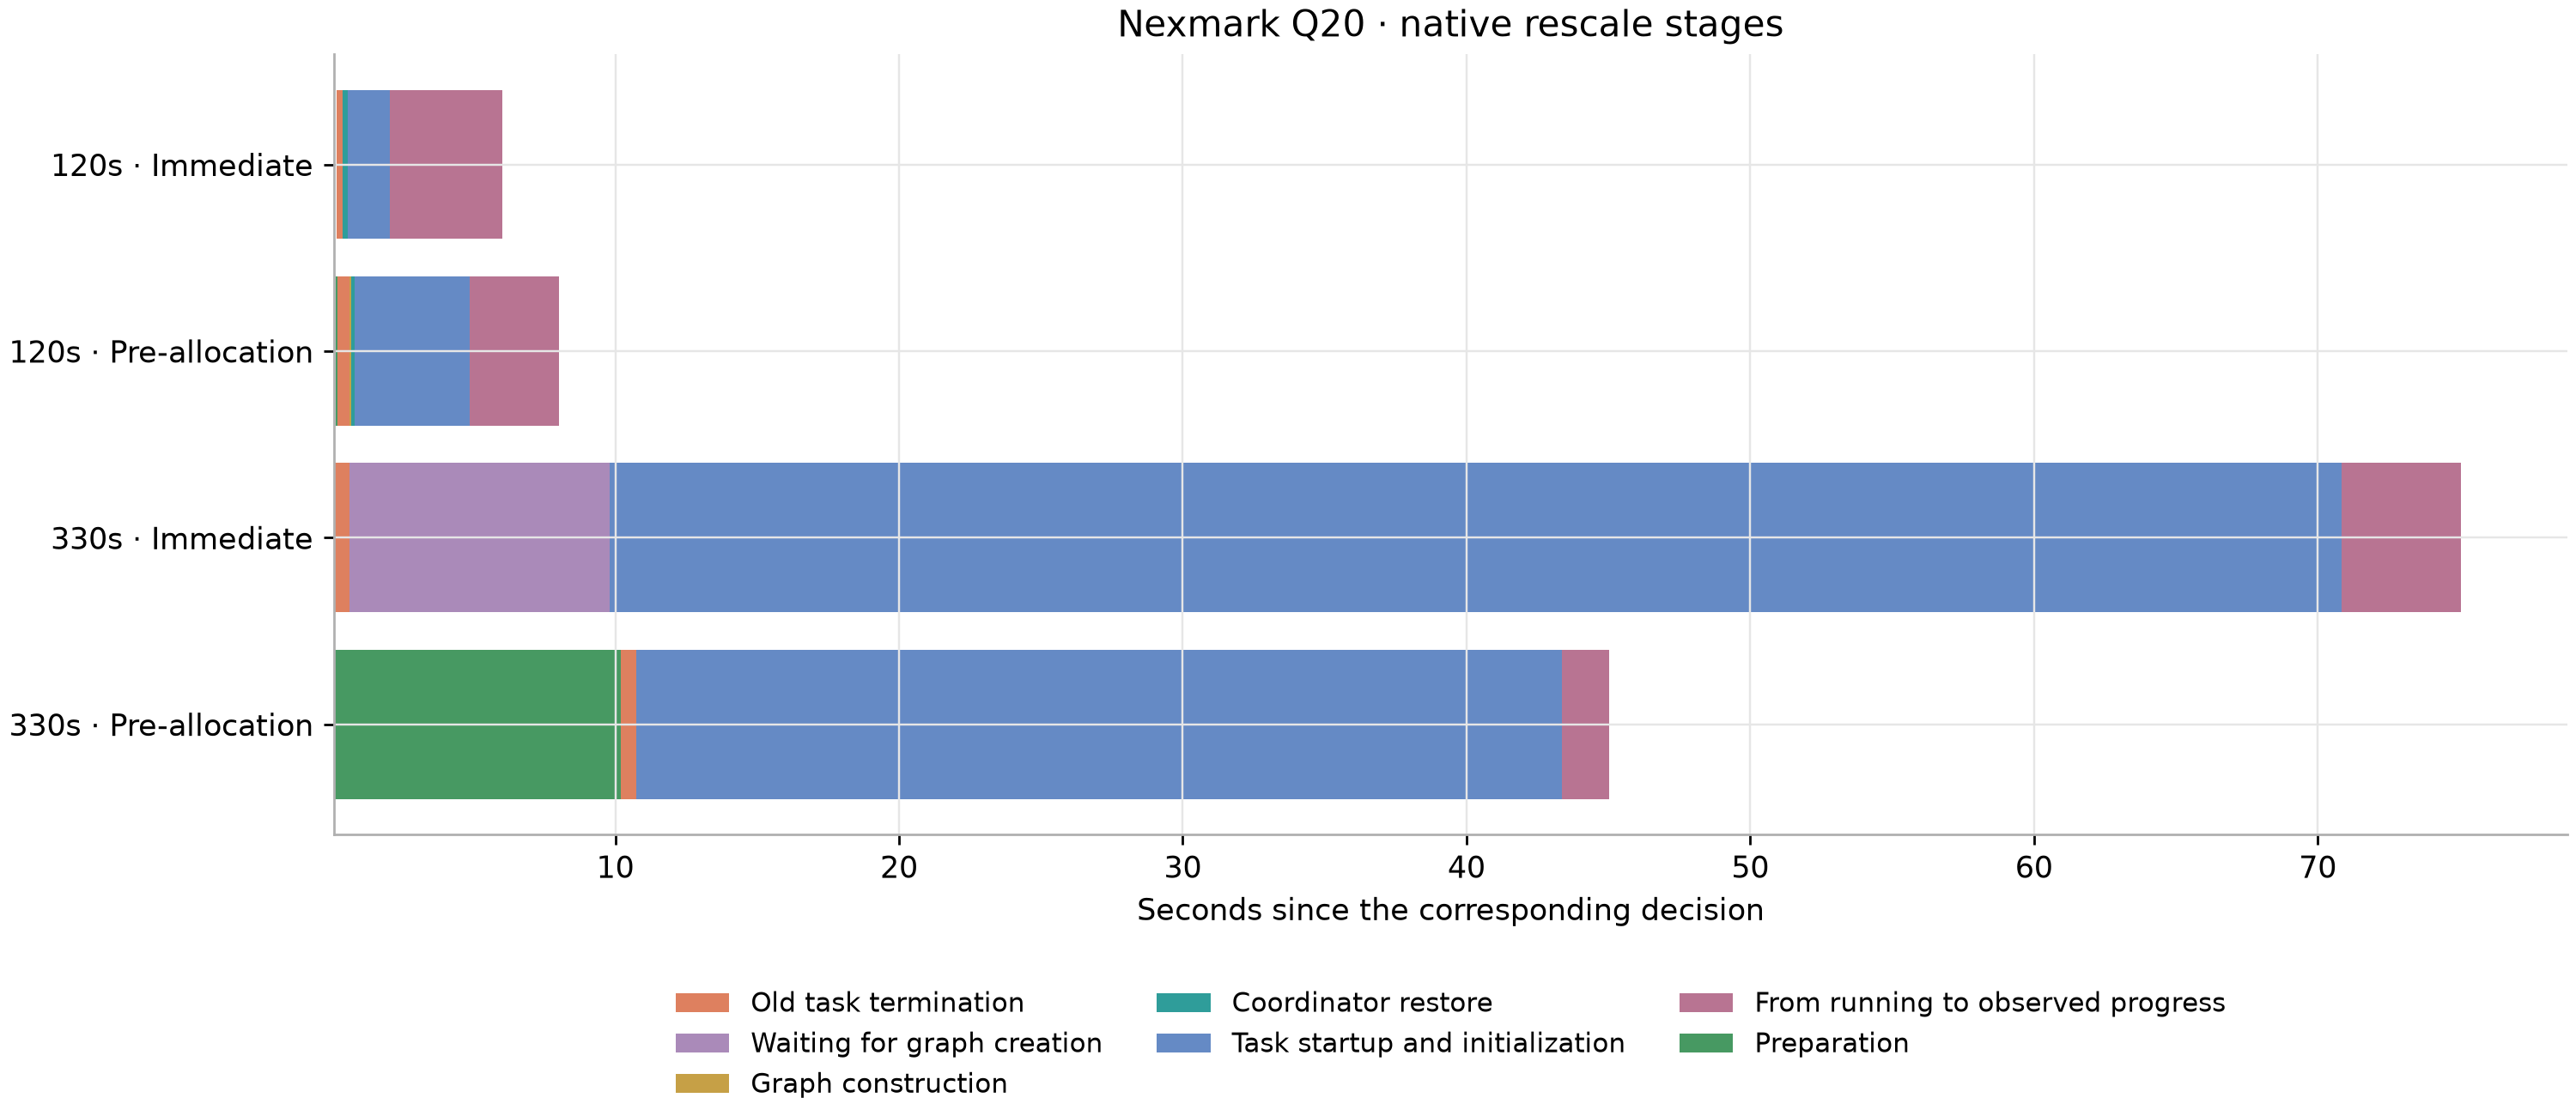 Nexmark Q20 · native rescale stages
120s · Immediate
120s · Pre-allocation
330s · Immediate
330s · Pre-allocation
10 20 30 40 50 60 70
Seconds since the corresponding decision
Old task termination
Waiting for graph creation
Graph construction
Coordinator restore
Task startup and initialization
From running to observed progress
Preparation